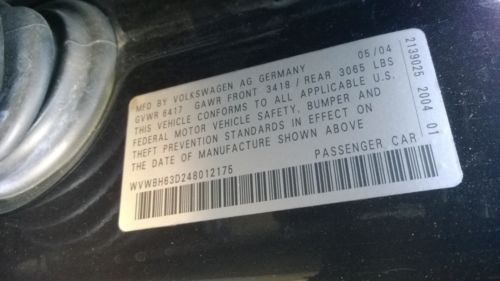 MFD BY VOLKSWAGEN AG GERMANY 05/04
GVWR 6417 GAWR FRONT 3418 / REAR 3065 LBS
THIS VEHICLE CONFORMS TO ALL APPLICABLE U.S.
FEDERAL MOTOR VEHICLE SAFETY, BUMPER AND
THEFT PREVENTION STANDARDS IN EFFECT ON
THE DATE OF MANUFACTURE SHOWN ABOVE
WVWBH63D248012175 PASSENGER CAR
2139025 2004 01